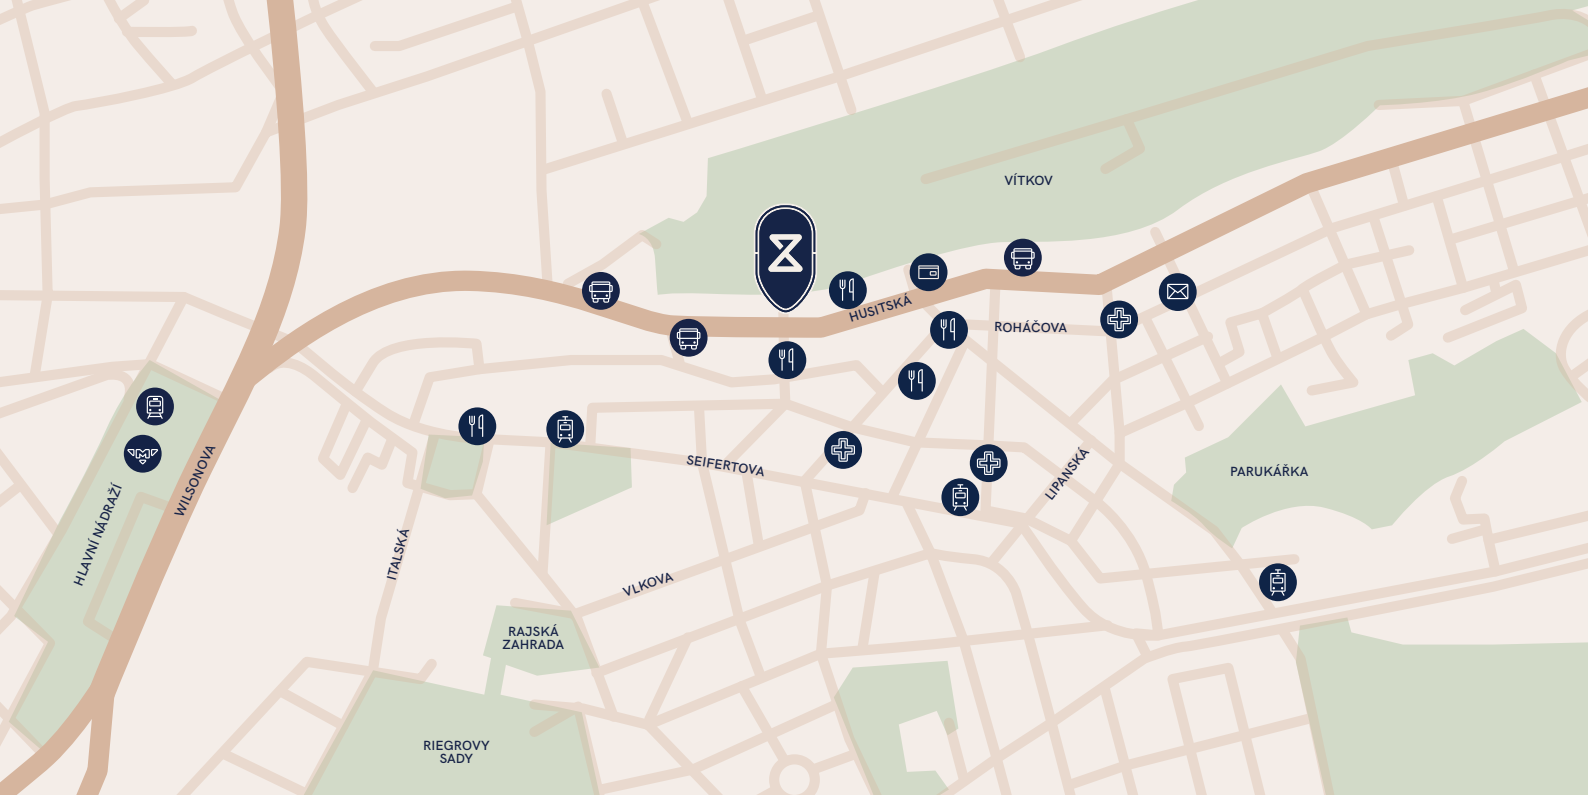 VÍTKOV
HUSITSKÁ
ROHÁČOVA
WILSONOVA
HLAVNÍ NÁDRAŽÍ
SEIFERTOVA
LIPANSKÁ
PARUKÁŘKA
ITALSKÁ
VLKOVA
RAJSKÁ
ZAHRADA
RIEGROVY
SADY
M